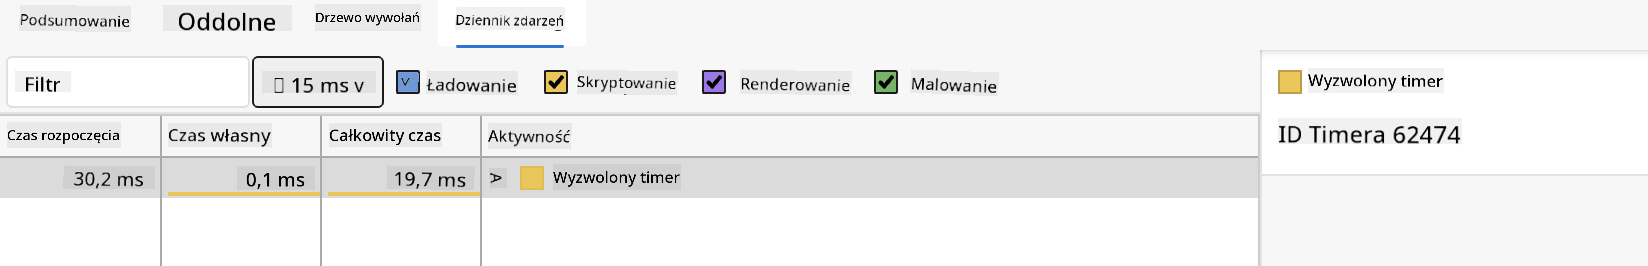 Podsumowanie Oddolne Drzewo wywołań Dziennik zdarzeń
Filtr 15 ms v Ładowanie Skryptowanie Renderowanie Malowanie
Wyzwolony timer
ID Timera 62474
Czas rozpoczęcia Czas własny Całkowity czas Aktywność
30,2 ms 0,1 ms 19,7 ms Wyzwolony timer